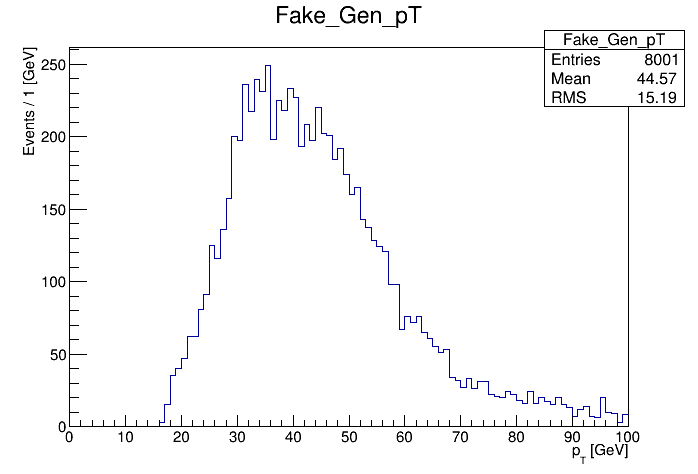 Fake_Gen_pT
Fake_Gen_pT
Entries 8001
Mean 44.57
RMS 15.19
Events / 1 [GeV]
250
200
150
100
50
0
0 10 20 30 40 50 60 70 80 90 100
p_T [GeV]